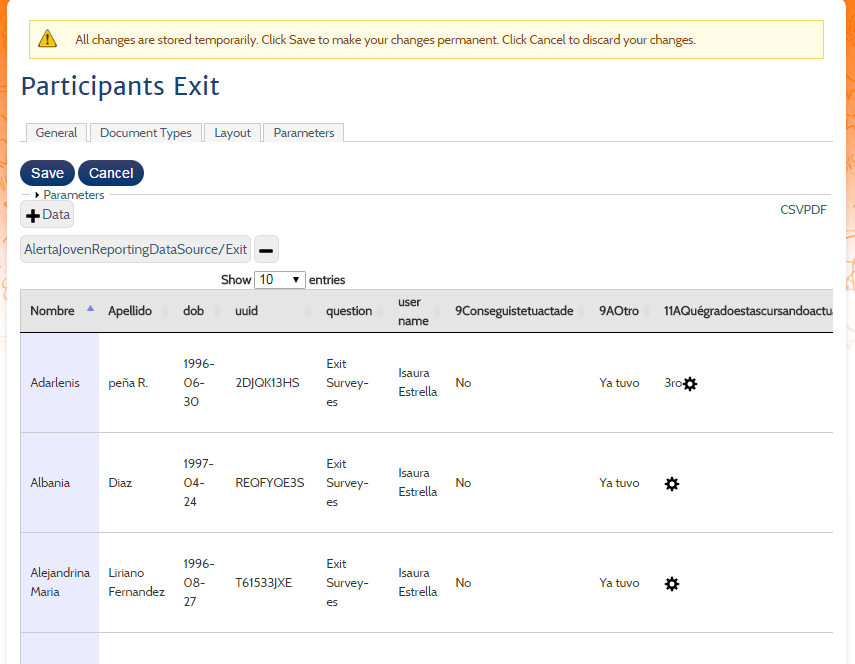 All changes are stored temporarily. Click Save to make your changes permanent. Click Cancel to discard your changes.
Participants Exit
General Document Types Layout Parameters
Save Cancel
Parameters
Data
CSVPDF
AlertaJovenReportingDataSource/Exit
Show 10 entries
Nombre Apellido dob uuid question user name 9Conseguistetuactade 9AOtro 11AQuégradoestascursandoactu
Adarlenis peña R. 1996-06-30 2DJQK13HS Exit Survey-es Isaura Estrella No Ya tuvo 3ro
Albania Diaz 1997-04-24 REQFYQE3S Exit Survey-es Isaura Estrella No Ya tuvo
Alejandrina Maria Liriano Fernandez 1996-08-27 T61533JXE Exit Survey-es Isaura Estrella No Ya tuvo